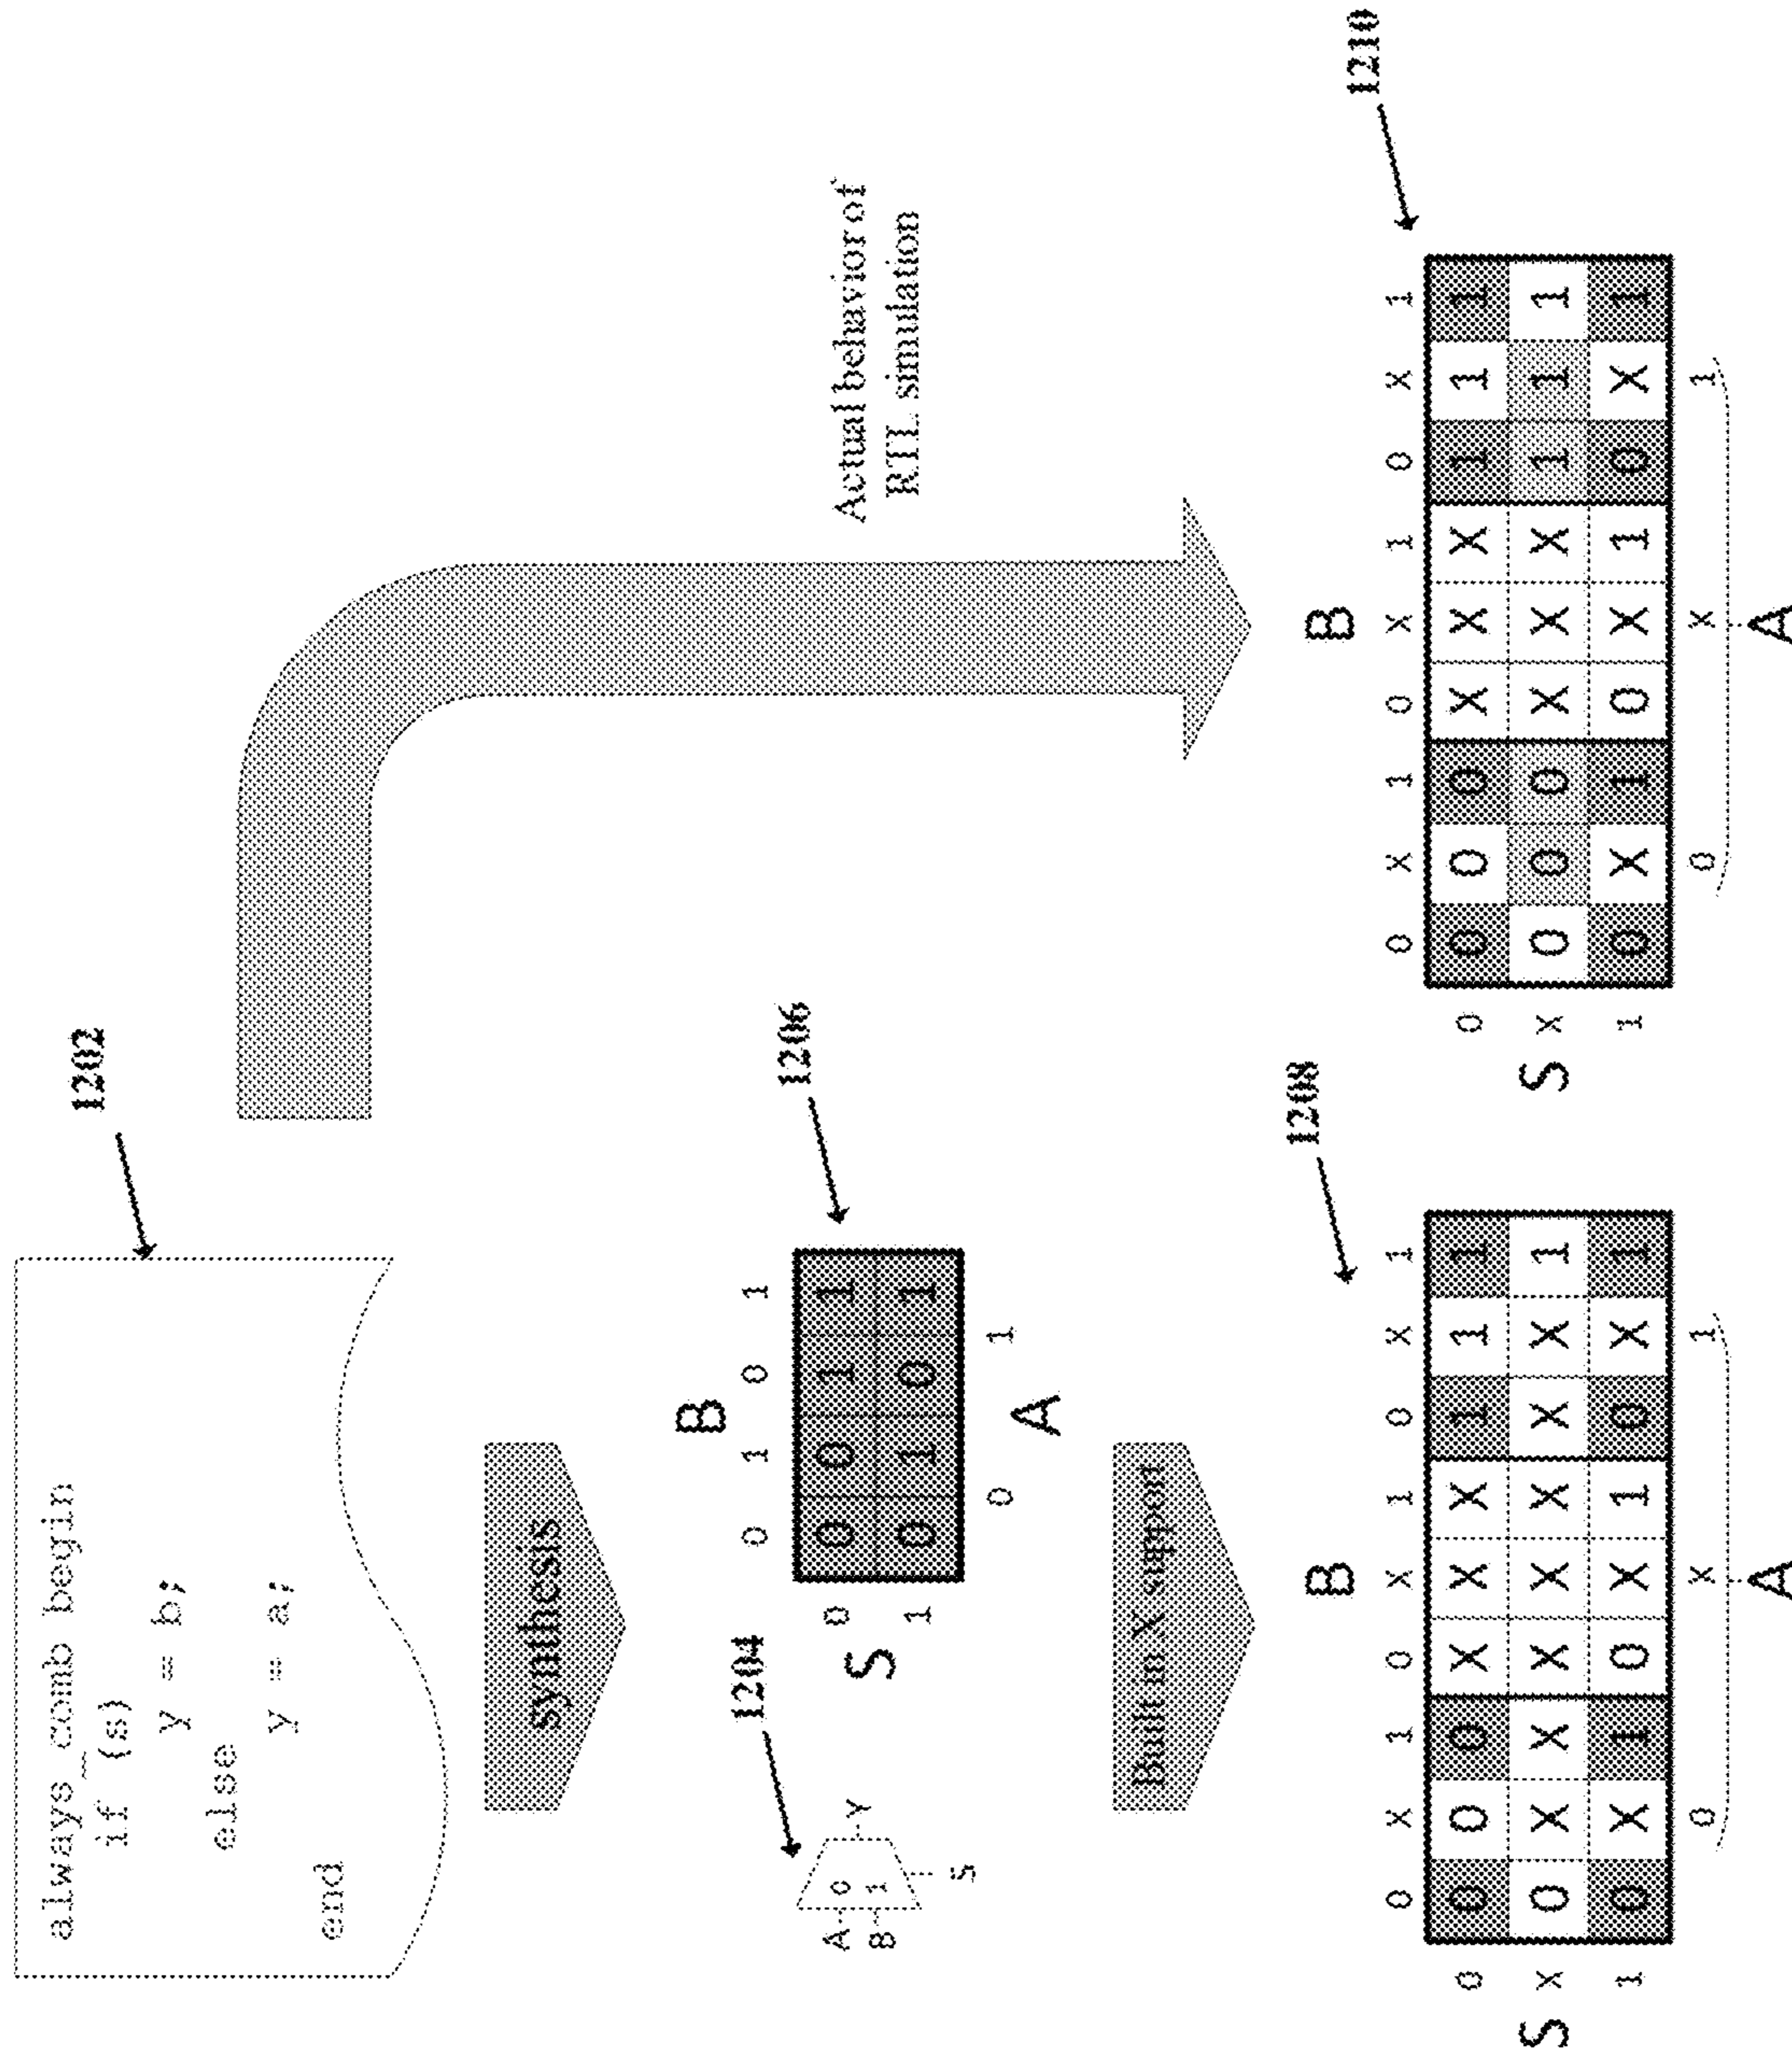 1202
always_comb begin
if (s)
y = b;
else
y = a;
end
synthesis
Actual behavior of
RTL simulation
1204
A
B
0
1
Y
S
1206
B
0 1 0 1
S
0 0 0 1 1
1 0 1 0 1
0 1
A
Built in X support
1208
B
0 X 1 0 X 1 0 X 1
0 0 0 0 X X X 1 1 1
S X 0 X X X X X X X 1
1 0 X 1 0 X 1 0 X 1
0 X 1
A
1210
B
0 X 1 0 X 1 0 X 1
0 0 0 0 X X X 1 1 1
S X 0 0 0 X X X 1 1 1
1 0 X 1 0 X 1 0 X 1
0 X 1
A